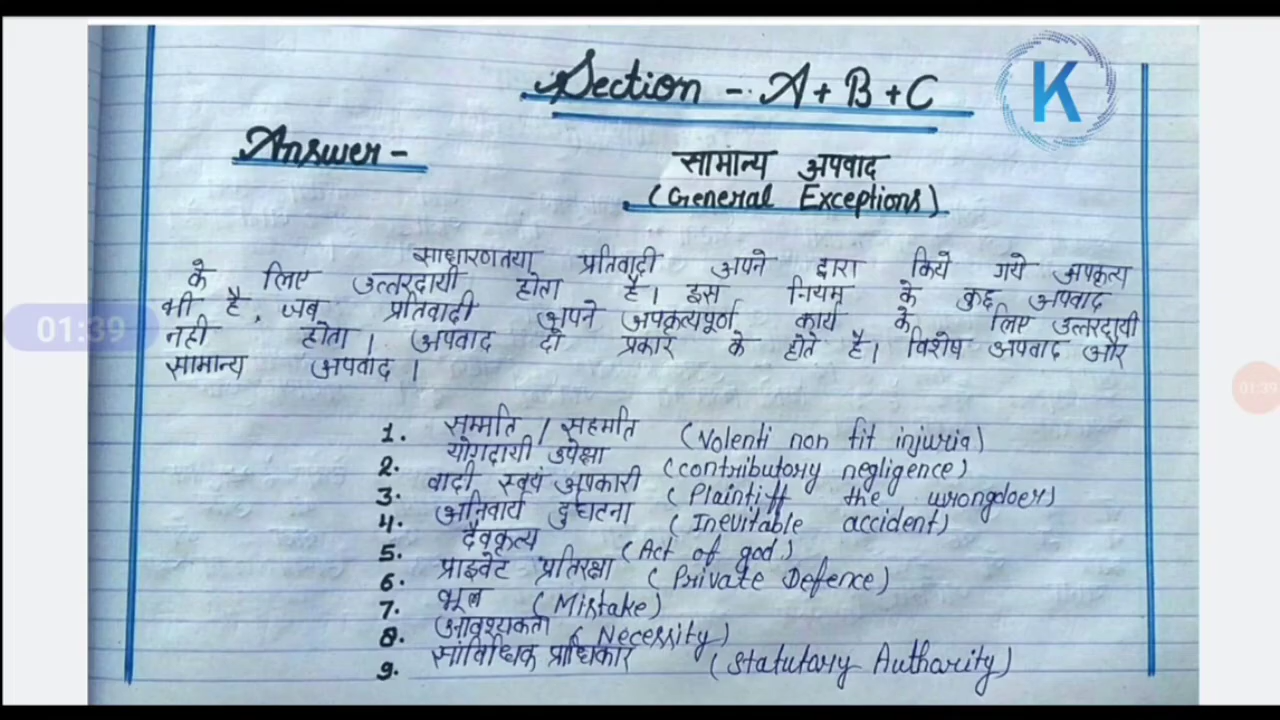 Section - A + B + C
K
Answer -
सामान्य अपवाद
(General Exceptions)
साधारणतया प्रतिवादी अपने द्वारा किये गये अपकृत्य
के लिए उत्तरदायी होता है। इस नियम के कुछ अपवाद
भी है, जब प्रतिवादी अपने अपकृत्यपूर्ण कार्य के लिए उत्तरदायी
नही होता। अपवाद दो प्रकार के होते है। विशेष अपवाद और
सामान्य अपवाद।
1. सम्मति / सहमति (Volenti non fit injuria)
2. योगदायी उपेक्षा (contributory negligence)
3. वादी स्वयं अपकारी (Plaintiff the wrongdoer)
4. अनिवार्य दुघटना (Inevitable accident)
5. दैवकृत्य (Act of god)
6. प्राइवेट प्रतिरक्षा (Private Defence)
7. भूल (Mistake)
8. आवश्यकता (Necessity)
9. सांविधिक प्राधिकार (Statutory Autharity)
01:39
01:39